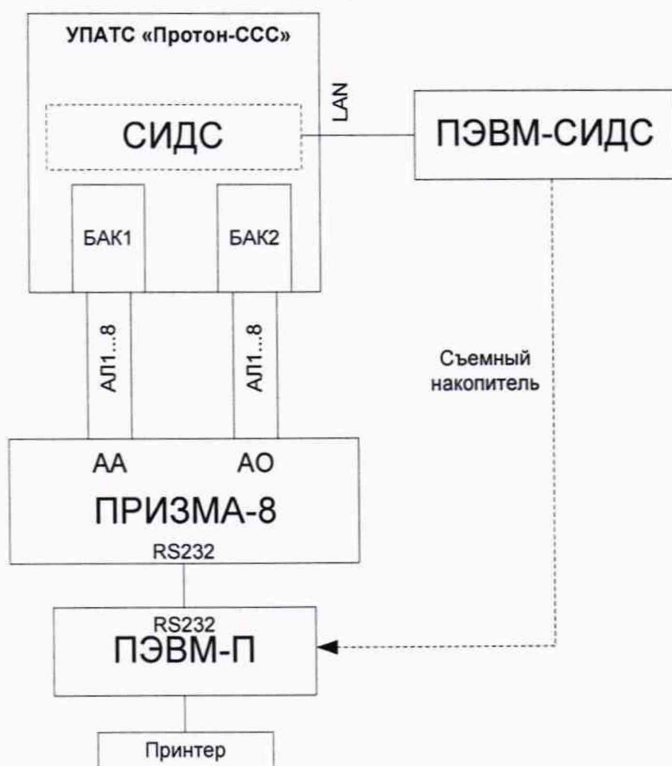 УПАТС «Протон-ССС»
СИДС
LAN
ПЭВМ-СИДС
БАК1
БАК2
АЛ1...8
АЛ1...8
Съемный
накопитель
АА
АО
ПРИЗМА-8
RS232
RS232
ПЭВМ-П
Принтер